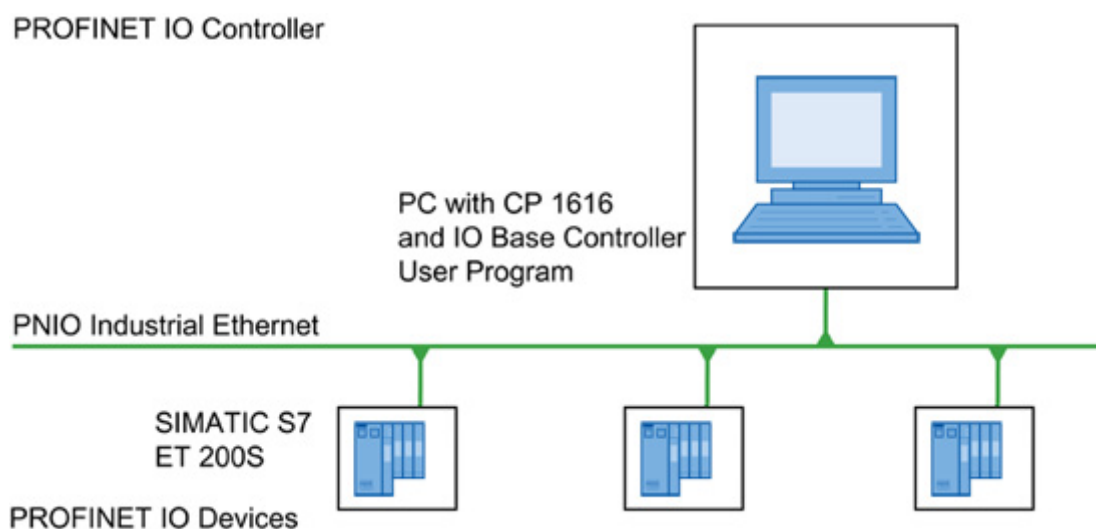 PROFINET IO Controller
PC with CP 1616
and IO Base Controller
User Program
PNIO Industrial Ethernet
SIMATIC S7
ET 200S
PROFINET IO Devices